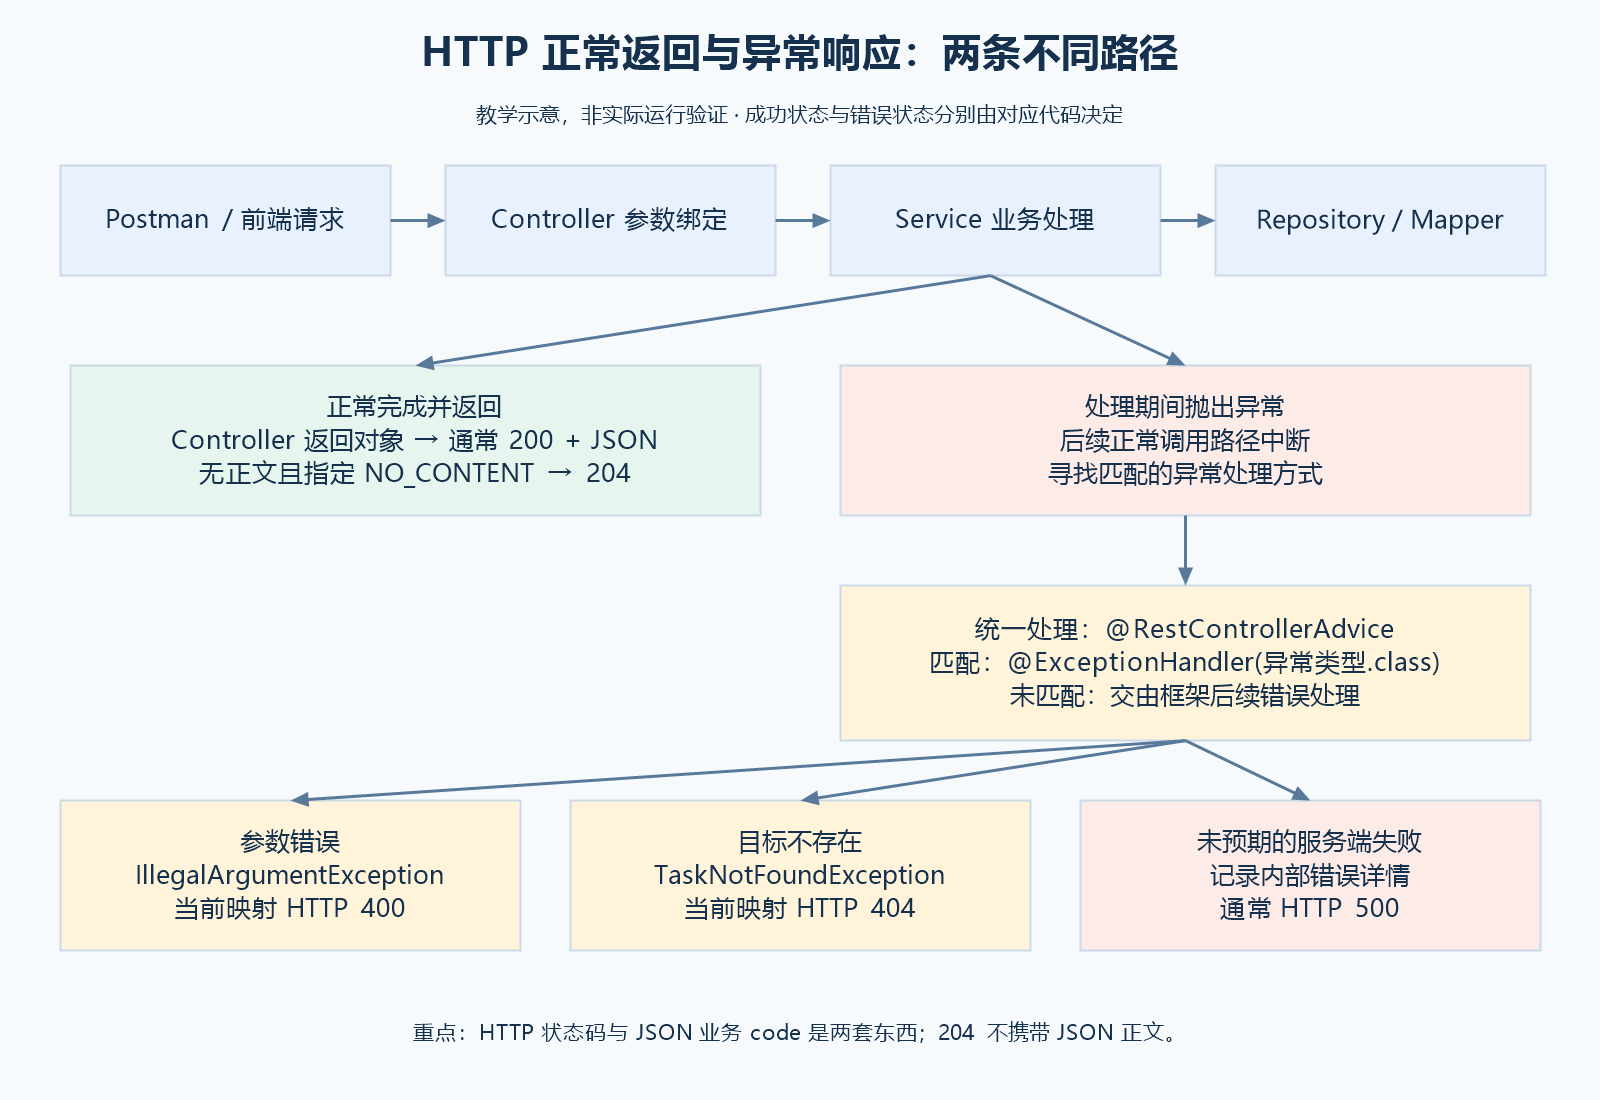 HTTP 正常返回与异常响应：两条不同路径
教学示意，非实际运行验证 · 成功状态与错误状态分别由对应代码决定
Postman / 前端请求
Controller 参数绑定
Service 业务处理
Repository / Mapper
正常完成并返回
Controller 返回对象 → 通常 200 + JSON
无正文且指定 NO_CONTENT → 204
处理期间抛出异常
后续正常调用路径中断
寻找匹配的异常处理方式
统一处理：@RestControllerAdvice
匹配：@ExceptionHandler(异常类型.class)
未匹配：交由框架后续错误处理
参数错误
IllegalArgumentException
当前映射 HTTP 400
目标不存在
TaskNotFoundException
当前映射 HTTP 404
未预期的服务端失败
记录内部错误详情
通常 HTTP 500
重点：HTTP 状态码与 JSON 业务 code 是两套东西；204 不携带 JSON 正文。